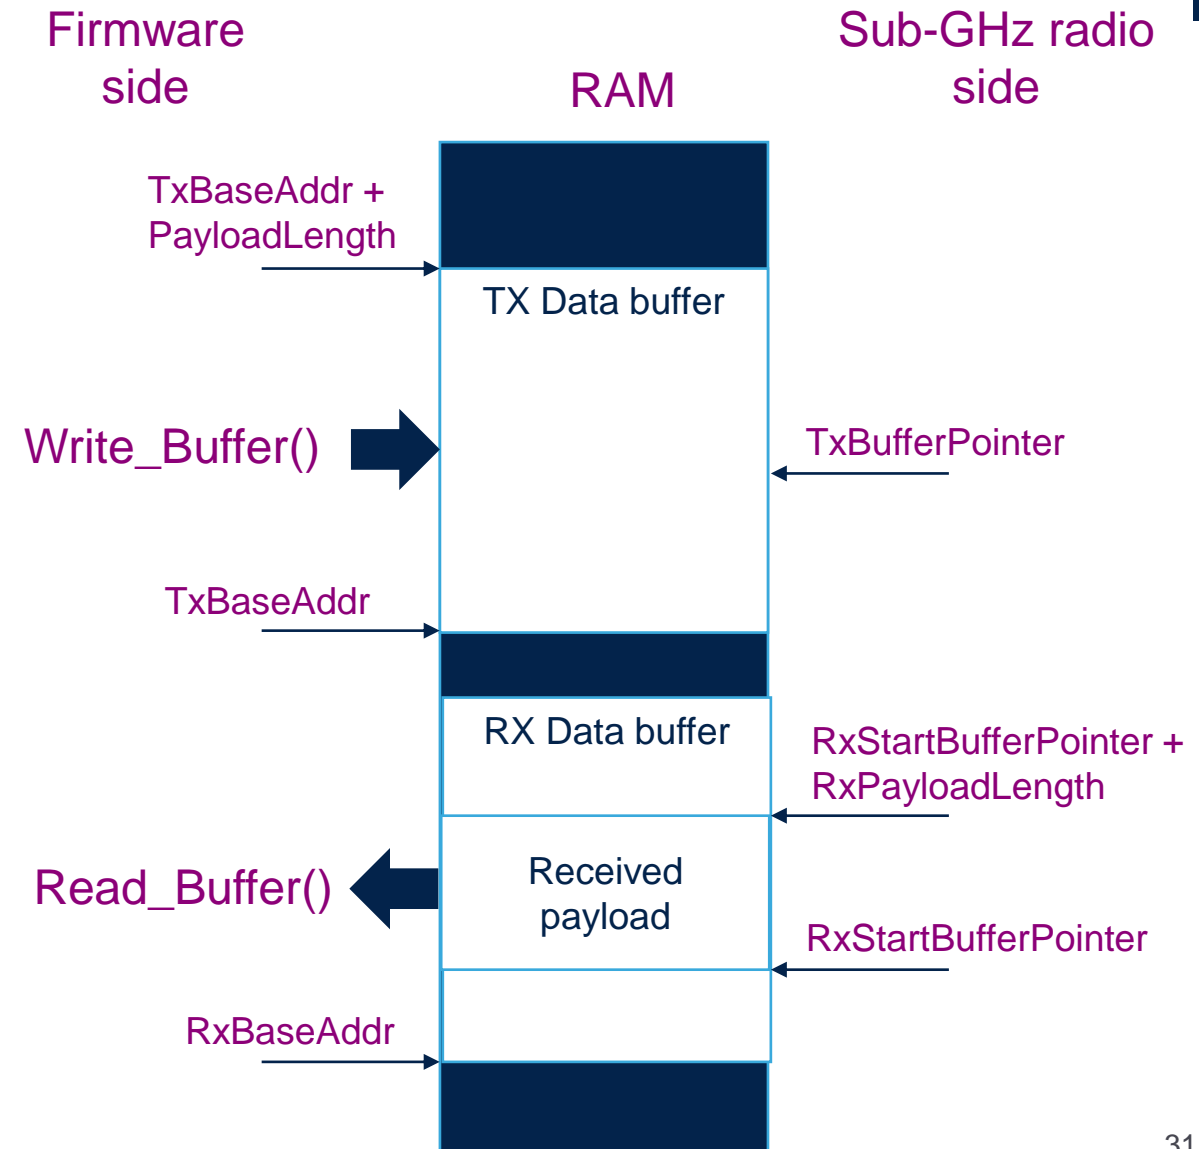 Firmware
side
RAM
Sub-GHz radio
side
TxBaseAddr +
PayloadLength
TX Data buffer
Write_Buffer()
TxBufferPointer
TxBaseAddr
RX Data buffer
RxStartBufferPointer +
RxPayloadLength
Read_Buffer()
Received
payload
RxStartBufferPointer
RxBaseAddr
31